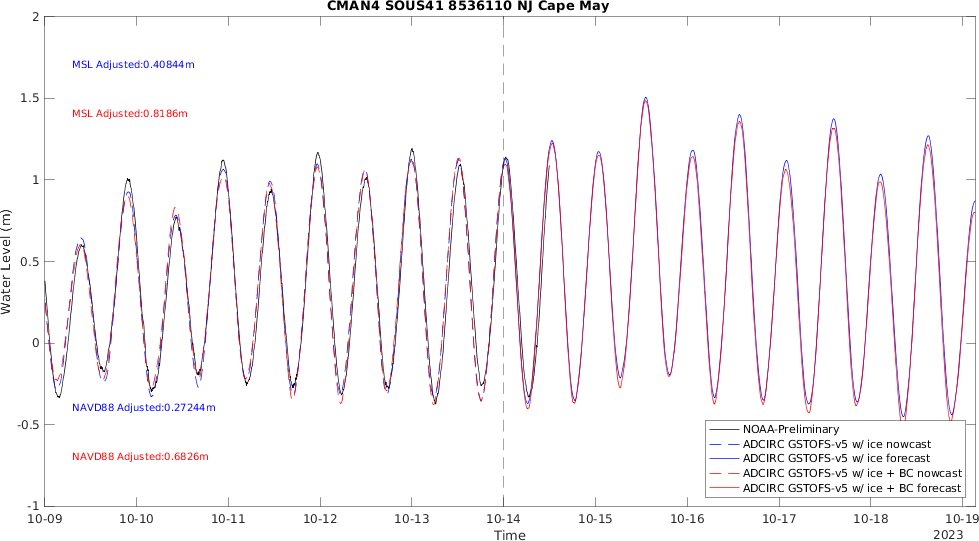 CMAN4 SOUS41 8536110 NJ Cape May
2
1.5
1
0.5
0
-0.5
-1
Water Level (m)
MSL Adjusted:0.40844m
MSL Adjusted:0.8186m
NAVD88 Adjusted:0.27244m
NAVD88 Adjusted:0.6826m
NOAA-Preliminary
ADCIRC GSTOFS-v5 w/ ice nowcast
ADCIRC GSTOFS-v5 w/ ice forecast
ADCIRC GSTOFS-v5 w/ ice + BC nowcast
ADCIRC GSTOFS-v5 w/ ice + BC forecast
10-09 10-10 10-11 10-12 10-13 10-14 10-15 10-16 10-17 10-18 10-19
Time
2023